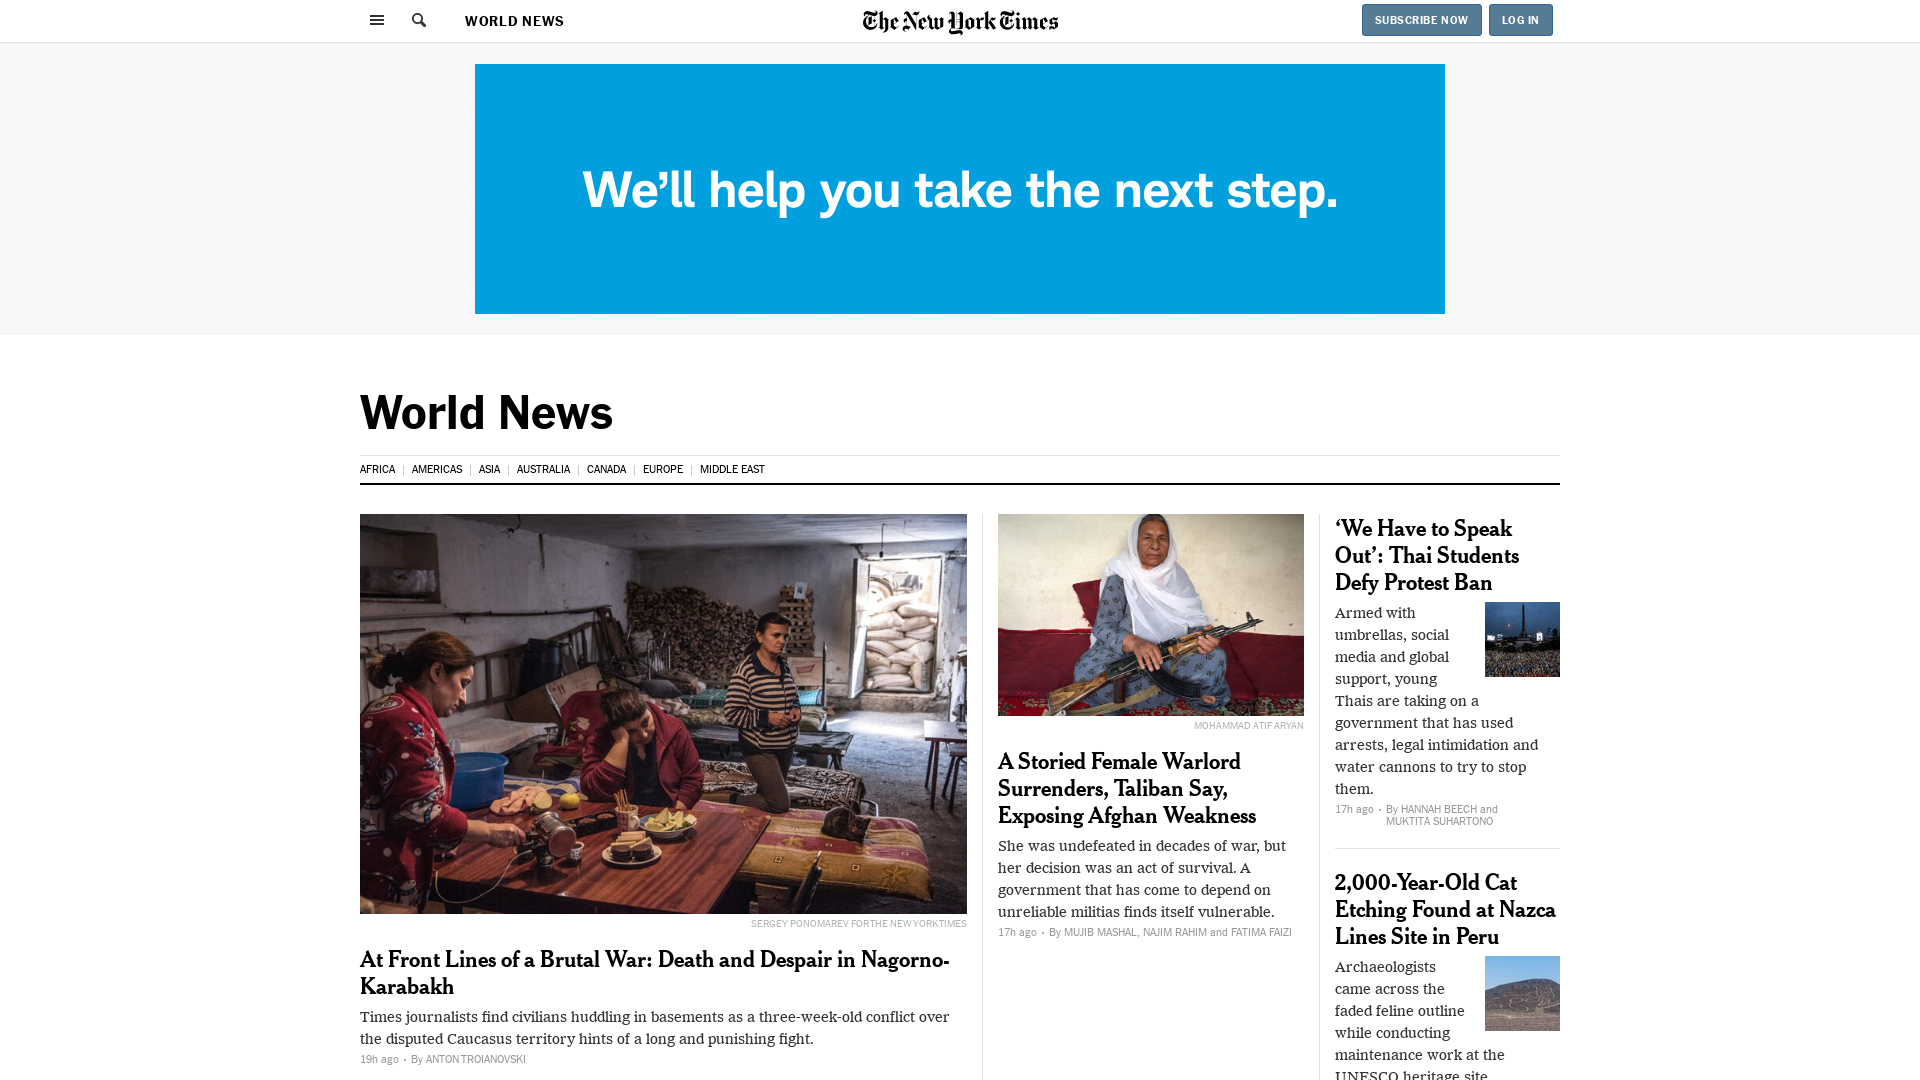 WORLD NEWS
The New York Times
SUBSCRIBE NOW
LOG IN
We'll help you take the next step.
World News
AFRICA
AMERICAS
ASIA
AUSTRALIA
CANADA
EUROPE
MIDDLE EAST
SERGEY PONOMAREV FOR THE NEW YORK TIMES
At Front Lines of a Brutal War: Death and Despair in Nagorno-
Karabakh
Times journalists find civilians huddling in basements as a three-week-old conflict over
the disputed Caucasus territory hints of a long and punishing fight.
19h ago • By ANTON TROIANOVSKI
MOHAMMAD ATIF ARYAN
A Storied Female Warlord
Surrenders, Taliban Say,
Exposing Afghan Weakness
She was undefeated in decades of war, but
her decision was an act of survival. A
government that has come to depend on
unreliable militias finds itself vulnerable.
17h ago • By MUJIB MASHAL, NAJIM RAHIM and FATIMA FAIZI
‘We Have to Speak
Out’: Thai Students
Defy Protest Ban
Armed with
umbrellas, social
media and global
support, young
Thais are taking on a
government that has used
arrests, legal intimidation and
water cannons to try to stop
them.
17h ago • By HANNAH BEECH and
MUKTITA SUHARTONO
2,000-Year-Old Cat
Etching Found at Nazca
Lines Site in Peru
Archaeologists
came across the
faded feline outline
while conducting
maintenance work at the
UNESCO heritage site